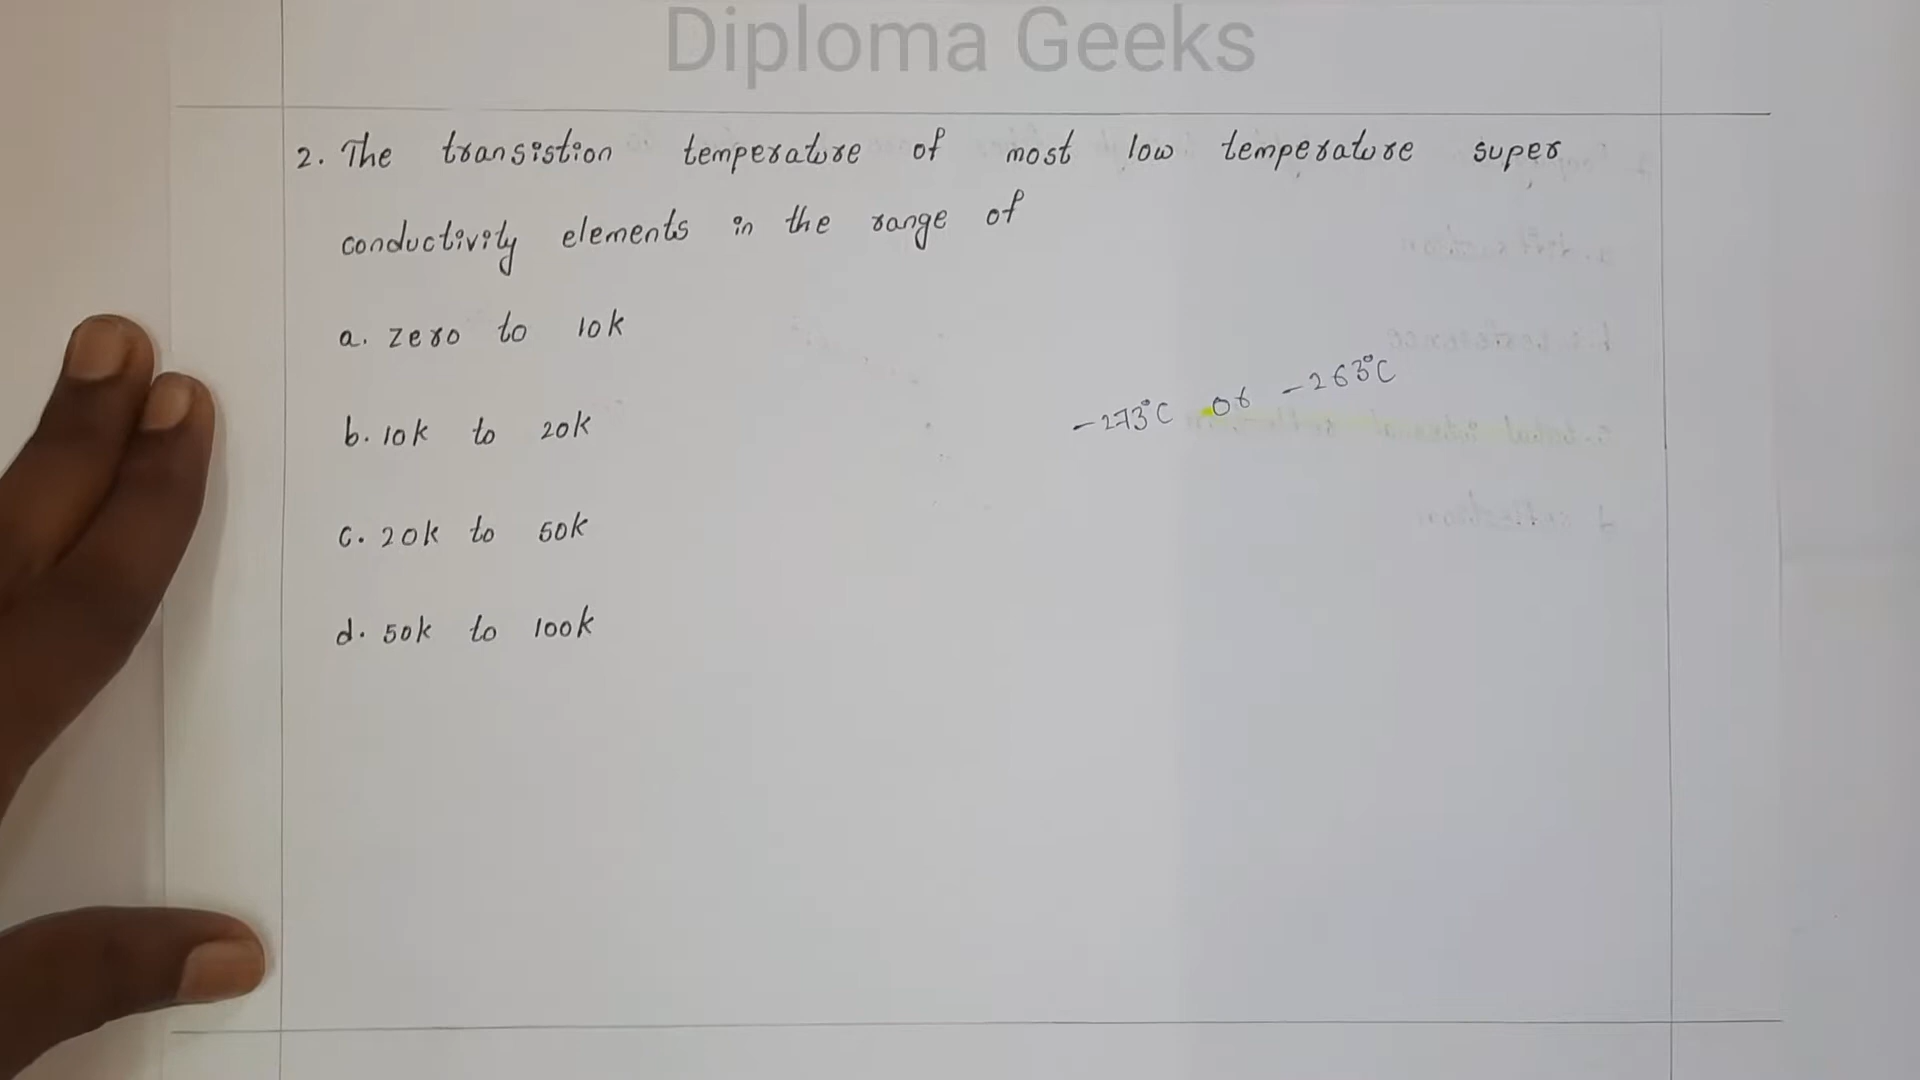 Diploma Geeks
2. The transistion temperature of most low temperature super
conductivity elements in the range of
a. zero to 10k
b. 10k to 20k
-273°C or -263°C
c. 20k to 50k
d. 50k to 100k